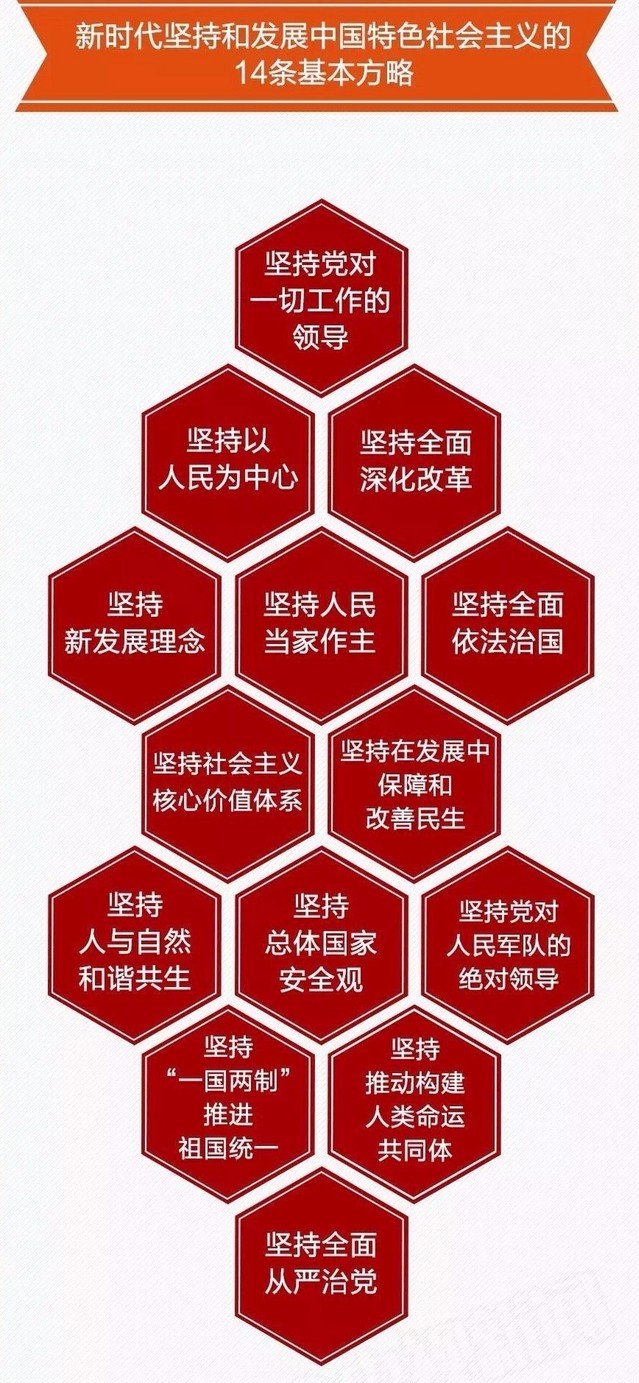 新时代坚持和发展中国特色社会主义的
14条基本方略
坚持党对
一切工作的
领导
坚持以
人民为中心
坚持全面
深化改革
坚持
新发展理念
坚持人民
当家作主
坚持全面
依法治国
坚持社会主义
核心价值体系
坚持在发展中
保障和
改善民生
坚持
人与自然
和谐共生
坚持
总体国家
安全观
坚持党对
人民军队的
绝对领导
坚持
“一国两制”
推进
祖国统一
坚持
推动构建
人类命运
共同体
坚持全面
从严治党